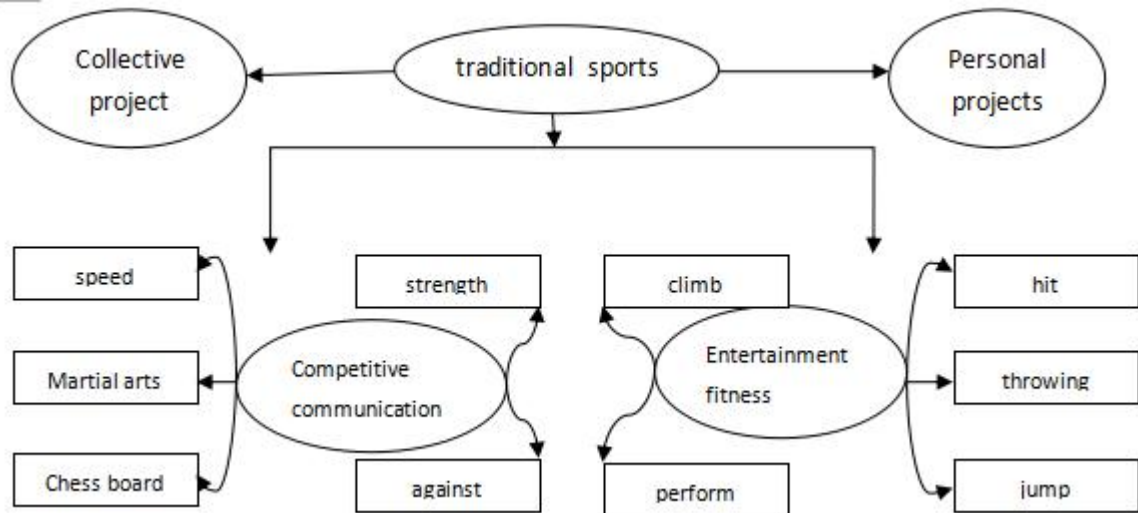 Collective
project
traditional sports
Personal
projects
speed
strength
climb
hit
Martial arts
Competitive
communication
Entertainment
fitness
throwing
Chess board
against
perform
jump